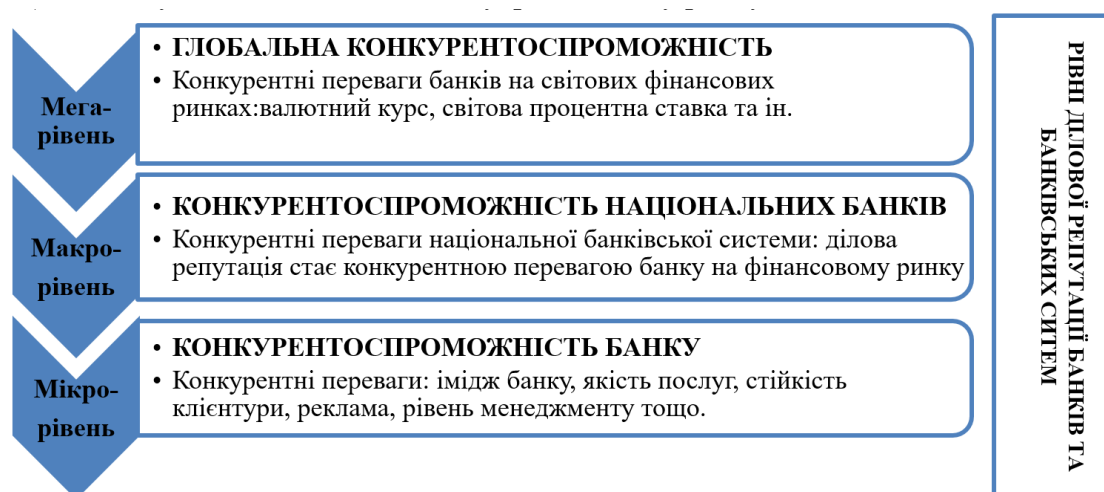 Мега-
рівень
• ГЛОБАЛЬНА КОНКУРЕНТОСПРОМОЖНІСТЬ
• Конкурентні переваги банків на світових фінансових
ринках:валютний курс, світова процентна ставка та ін.
Макро-
рівень
• КОНКУРЕНТОСПРОМОЖНІСТЬ НАЦІОНАЛЬНИХ БАНКІВ
• Конкурентні переваги національної банківської системи: ділова
репутація стає конкурентною перевагою банку на фінансовому ринку
Мікро-
рівень
• КОНКУРЕНТОСПРОМОЖНІСТЬ БАНКУ
• Конкурентні переваги: імідж банку, якість послуг, стійкість
клієнтури, реклама, рівень менеджменту тощо.
РІВНІ ДІЛОВОЇ РЕПУТАЦІЇ БАНКІВ ТА
БАНКІВСЬКИХ СИТЕМ